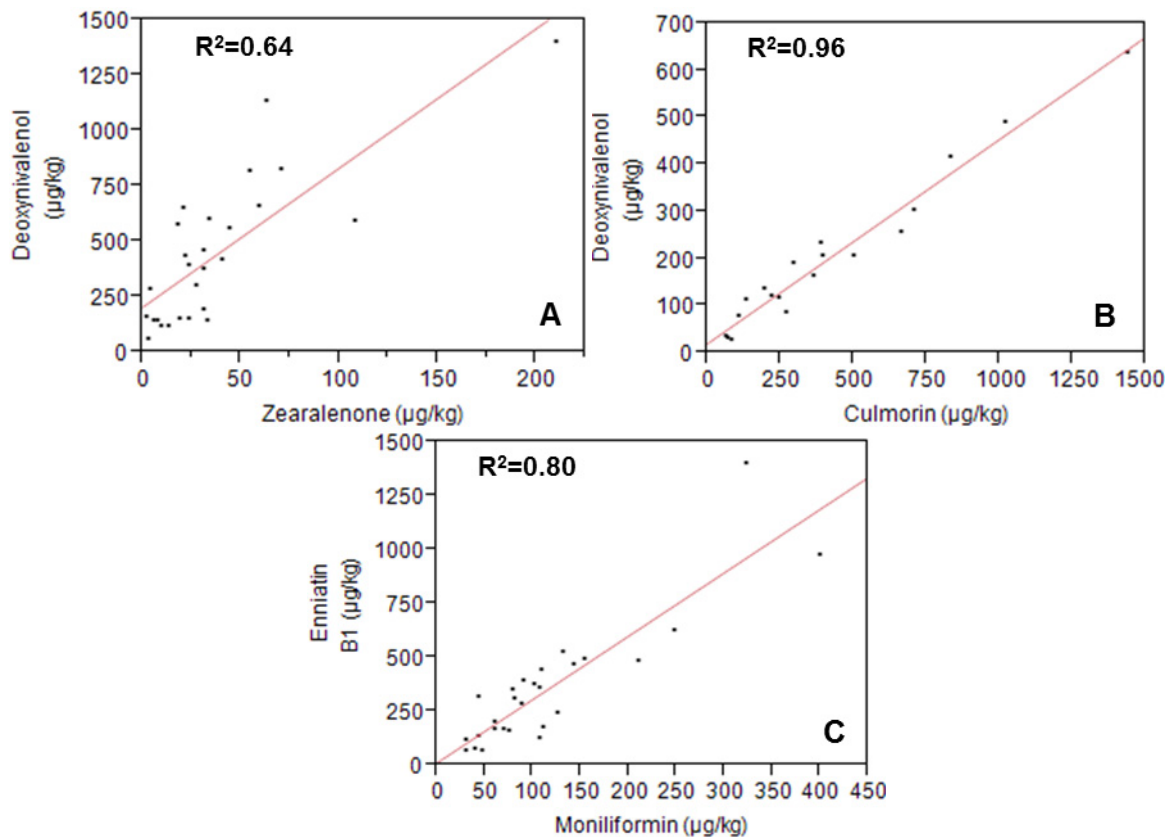 R²=0.64
1500
1250
1000
750
500
250
0
Deoxynivalenol
(µg/kg)
A
0
50
100
150
200
Zearalenone (µg/kg)
R²=0.96
700
600
500
400
300
200
100
0
Deoxynivalenol
(µg/kg)
B
0
250
500
750
1000
1250
1500
Culmorin (µg/kg)
R²=0.80
1500
1250
1000
750
500
250
0
Enniatin
B1 (µg/kg)
C
0
50
100
150
200
250
300
350
400
450
Moniliformin (µg/kg)